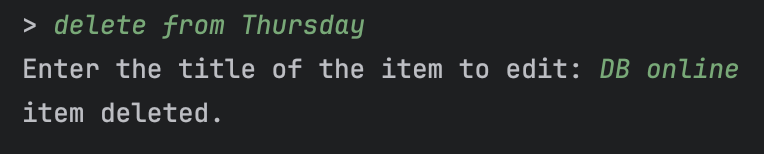 > delete from Thursday
Enter the title of the item to edit: DB online
item deleted.